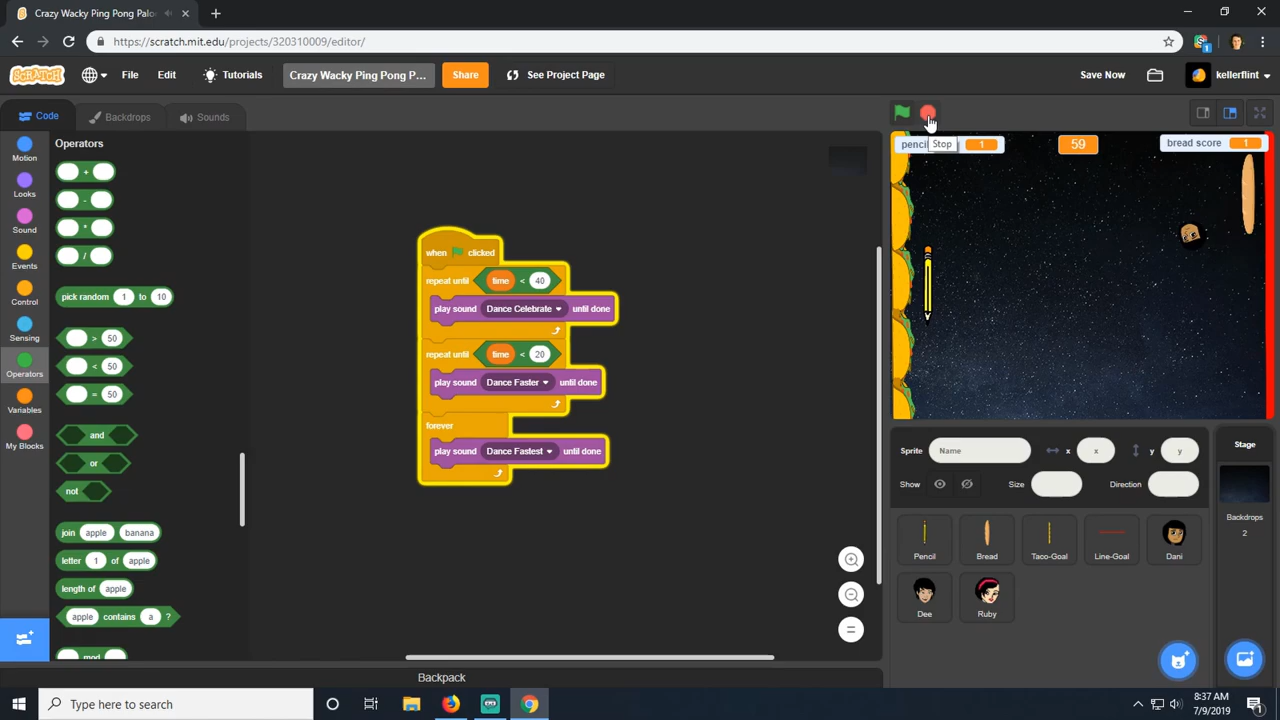 Crazy Wacky Ping Pong Palo
https://scratch.mit.edu/projects/320310009/editor/
1
SCRATCH
File
Edit
Tutorials
Crazy Wacky Ping Pong P...
Share
See Project Page
Save Now
kellerflint
Code
Backdrops
Sounds
Motion
Looks
Sound
Events
Control
Sensing
Operators
Variables
My Blocks
Operators
+
-
*
/
pick random 1 to 10
> 50
< 50
= 50
and
or
not
join apple banana
letter 1 of apple
length of apple
apple contains a ?
mod
when clicked
repeat until time < 40
play sound Dance Celebrate until done
repeat until time < 20
play sound Dance Faster until done
forever
play sound Dance Fastest until done
Stop
pencil 1
59
bread score 1
Sprite Name x x y y
Show Size Direction
Pencil
Bread
Taco-Goal
Line-Goal
Dani
Dee
Ruby
Stage
Backdrops
2
Backpack
Type here to search
8:37 AM
7/9/2019
1